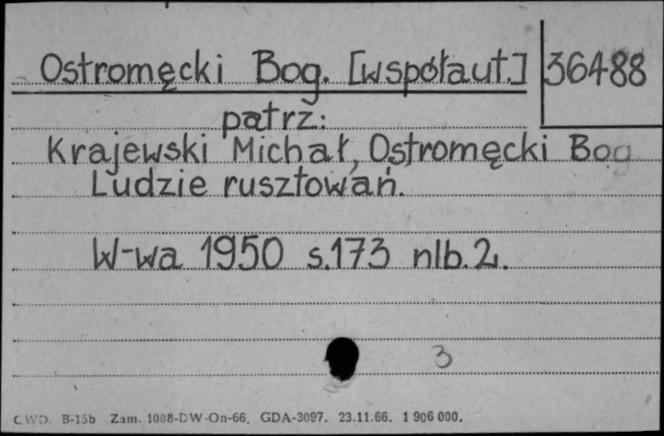 Ostromęcki Bog. [współaut.] 36488
patrz:
Krajewski Michał, Ostromęcki Bog
Ludzie rusztowań.
W-wa 1950 s.173 nlb.2.
3
CWD. B-15b Zam. 1008-DW-On-66. GDA-3097. 23.11.66. 1 906 000.